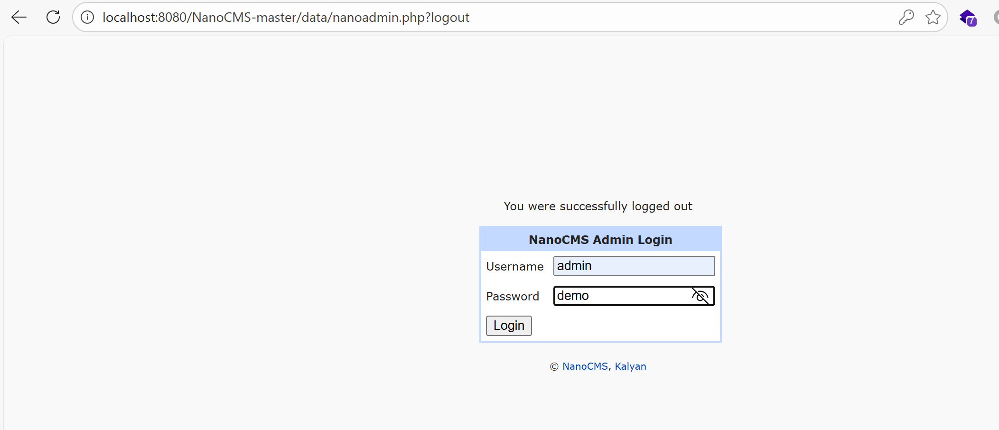 localhost:8080/NanoCMS-master/data/nanoadmin.php?logout
7
You were successfully logged out
NanoCMS Admin Login
Username admin
Password demo
Login
© NanoCMS, Kalyan